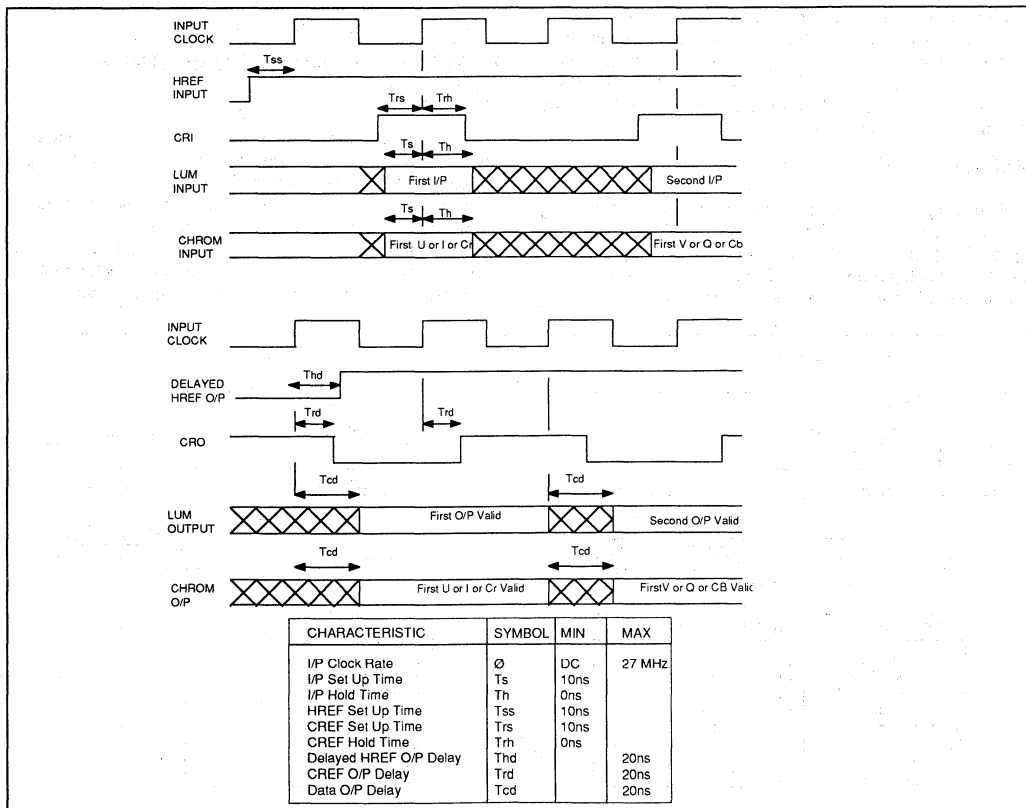 INPUT
CLOCK
Tss
HREF
INPUT
Trs Trh
CRI
Ts Th
LUM
INPUT
First I/P Second I/P
Ts Th
CHROM
INPUT
First U or I or Cr First V or Q or Cb
INPUT
CLOCK
Thd
DELAYED
HREF O/P
Trd Trd
CRO
Tcd Tcd
LUM
OUTPUT
First O/P Valid Second O/P Valid
Tcd Tcd
CHROM
O/P
First U or I or Cr Valid FirstV or Q or CB Valid
CHARACTERISTIC SYMBOL MIN MAX
I/P Clock Rate Ø DC 27 MHz
I/P Set Up Time Ts 10ns
I/P Hold Time Th 0ns
HREF Set Up Time Tss 10ns
CREF Set Up Time Trs 10ns
CREF Hold Time Trh 0ns
Delayed HREF O/P Delay Thd 20ns
CREF O/P Delay Trd 20ns
Data O/P Delay Tcd 20ns